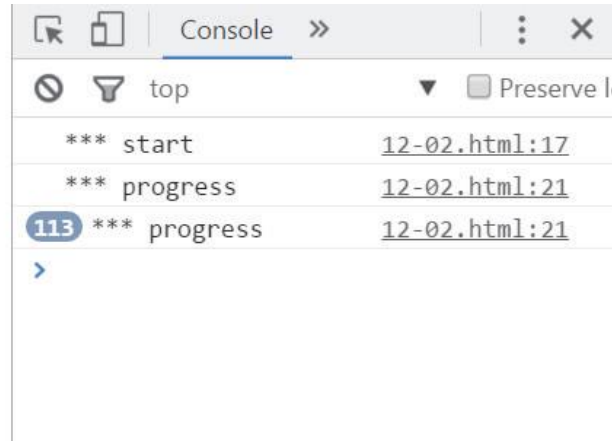 Console »
top ▼ Preserve l
*** start 12-02.html:17
*** progress 12-02.html:21
113 *** progress 12-02.html:21
>